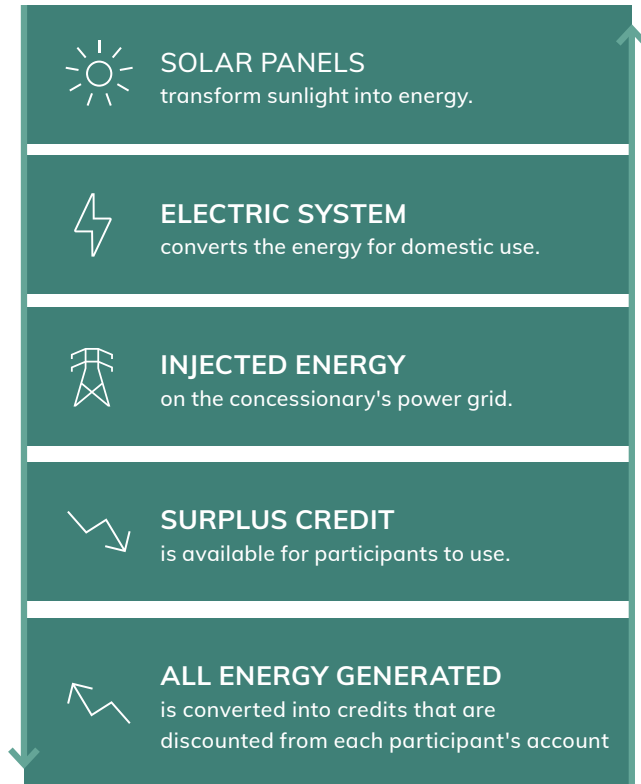 SOLAR PANELS
transform sunlight into energy.
ELECTRIC SYSTEM
converts the energy for domestic use.
INJECTED ENERGY
on the concessionary's power grid.
SURPLUS CREDIT
is available for participants to use.
ALL ENERGY GENERATED
is converted into credits that are
discounted from each participant's account